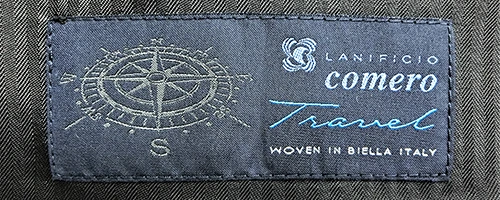 N
W
E
S
LANIFICIO
comero
Travel
WOVEN IN BIELLA ITALY